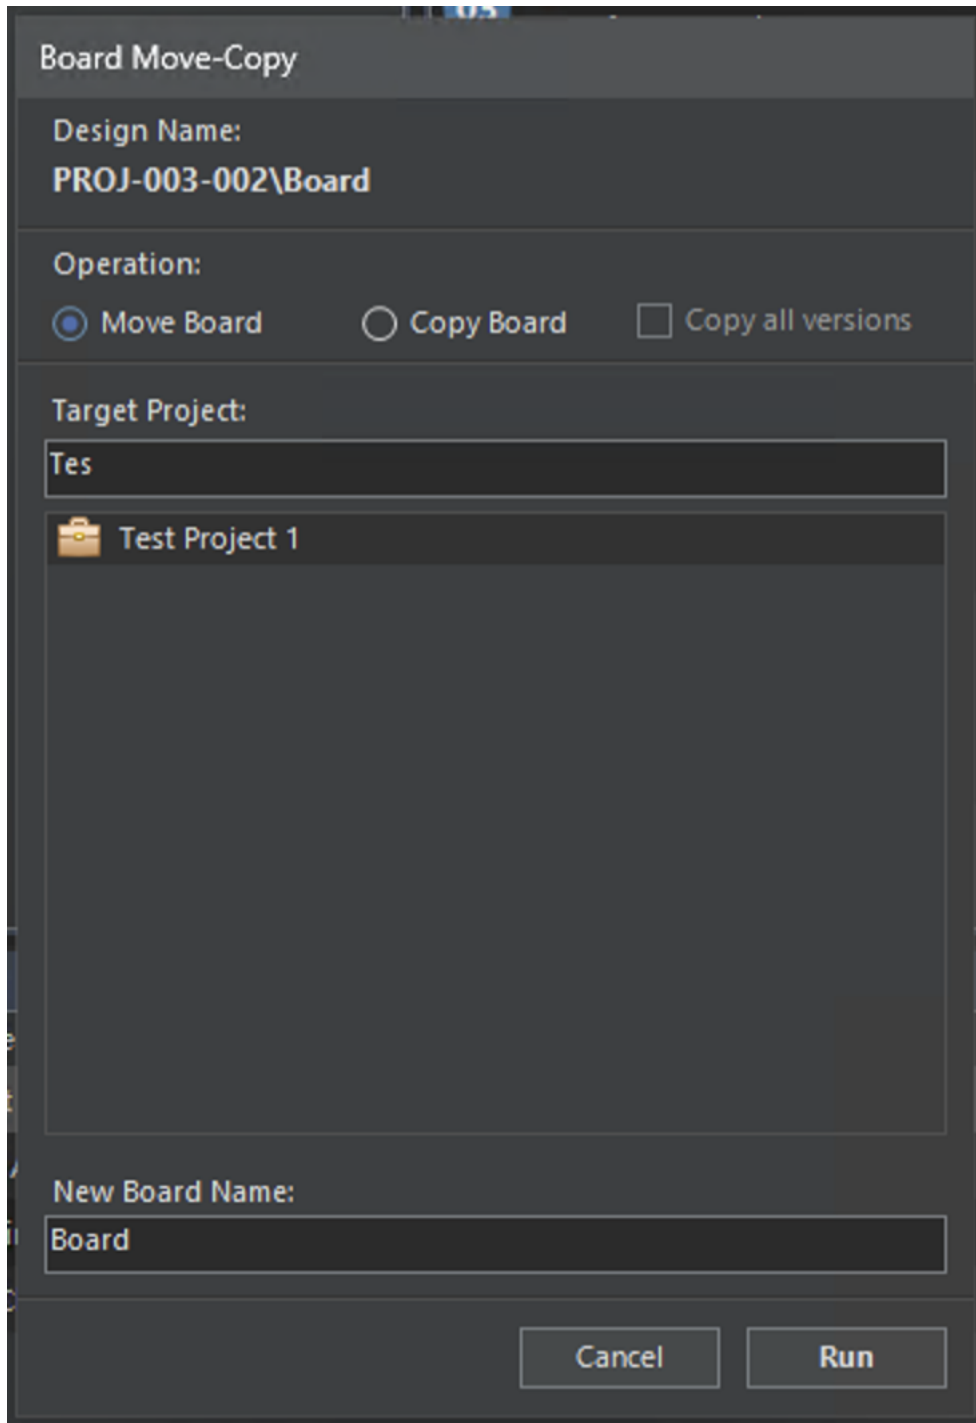 Board Move-Copy
Design Name:
PROJ-003-002\Board
Operation:
Move Board Copy Board Copy all versions
Target Project:
Tes
Test Project 1
New Board Name:
Board
Cancel Run